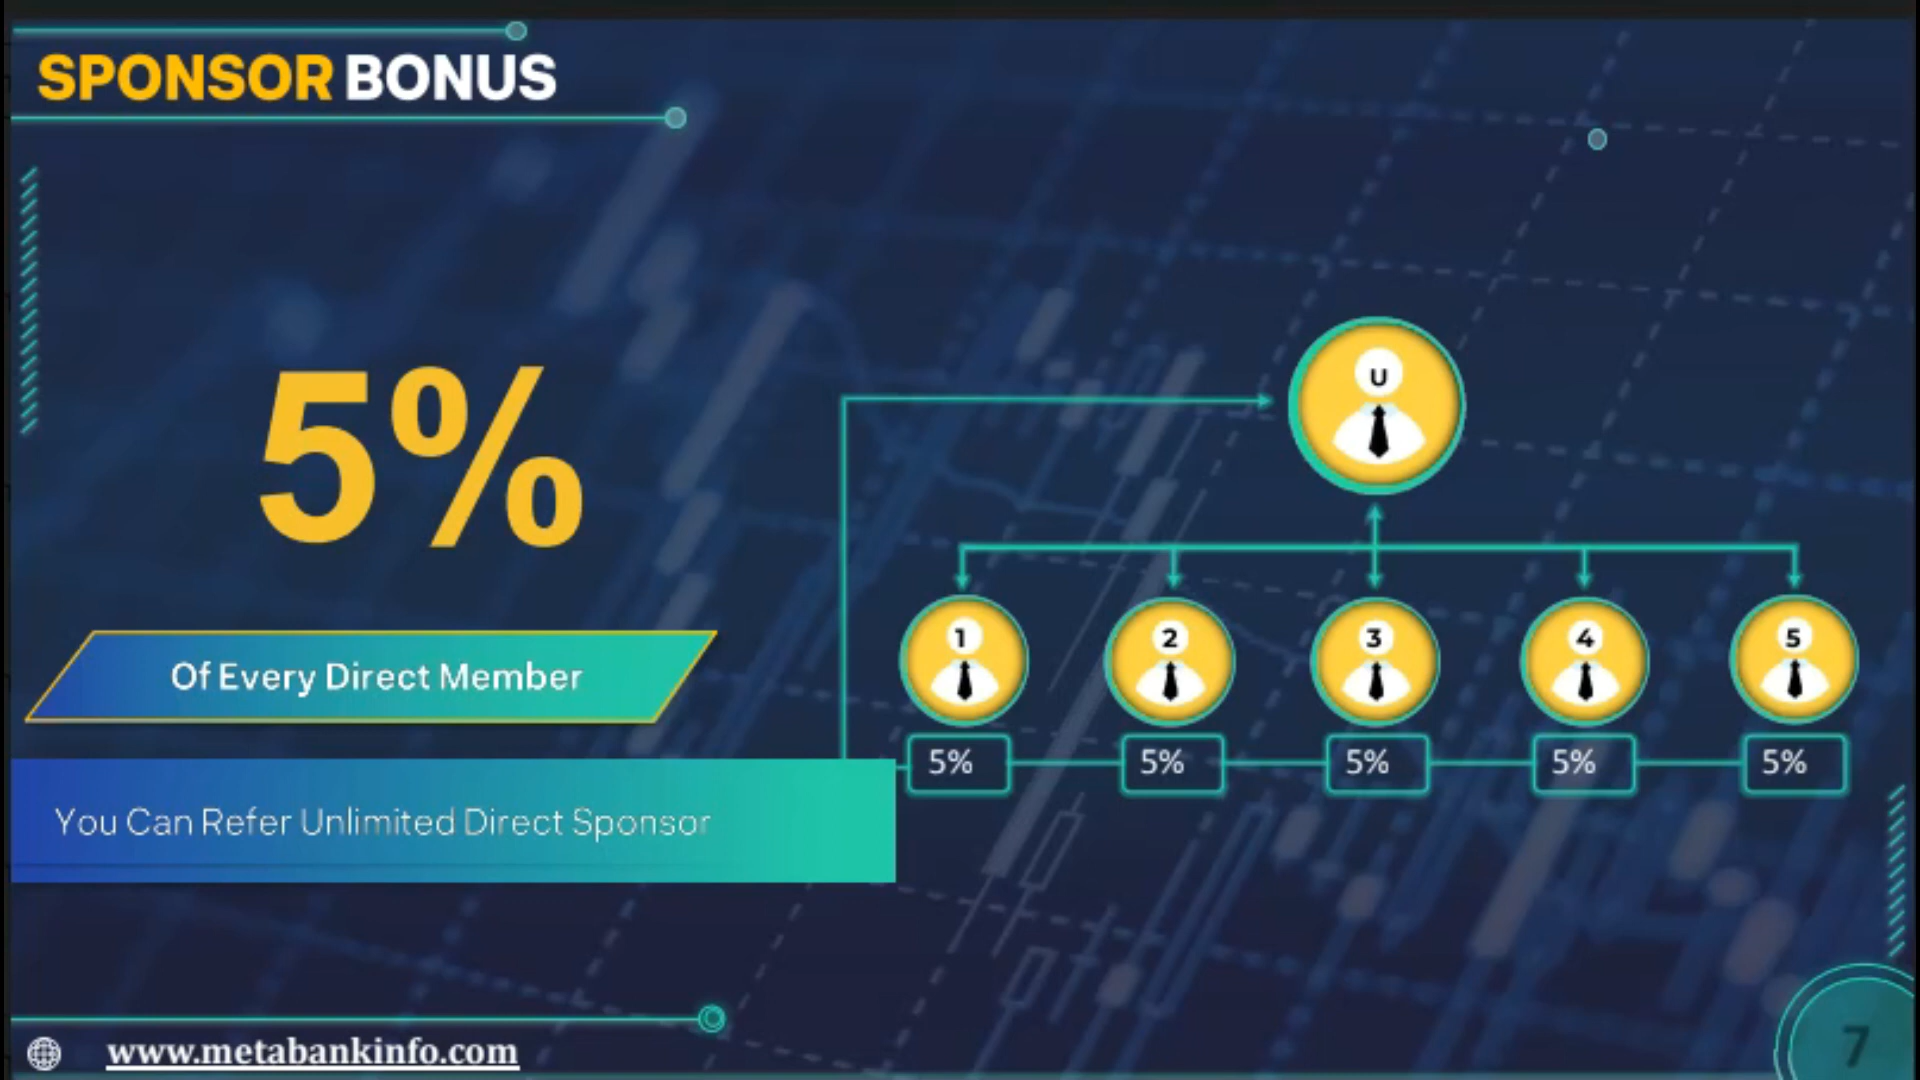 SPONSOR BONUS
5%
Of Every Direct Member
You Can Refer Unlimited Direct Sponsor
U
1 2 3 4 5
5% 5% 5% 5% 5%
www.metabankinfo.com
7